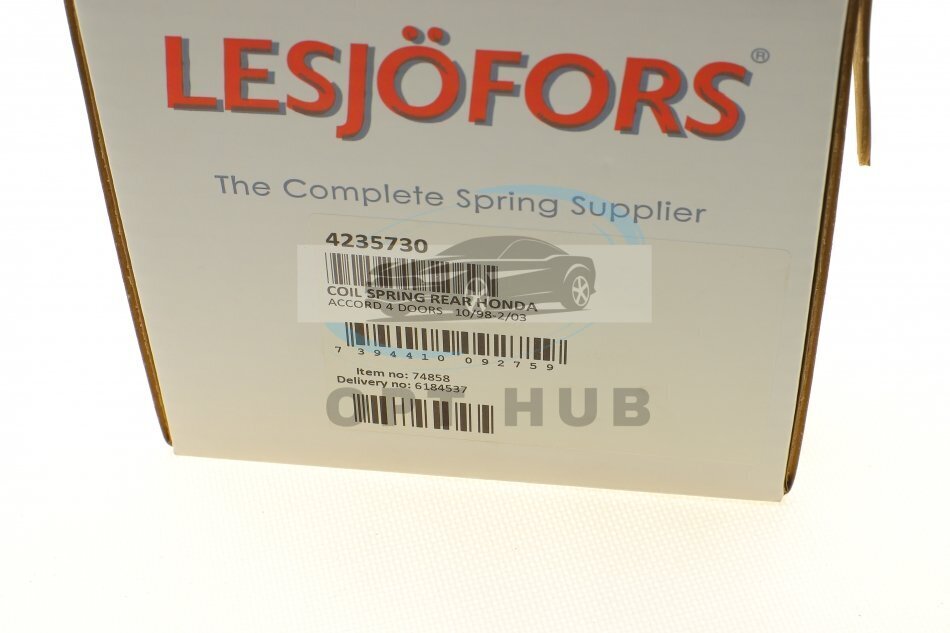 LESJÖFORS®
The Complete Spring Supplier
4235730
COIL SPRING REAR HONDA
ACCORD 4 DOORS 10/98-2/03
7 394410 092759
Item no: 74858
Delivery no: 6184537
OPT HUB